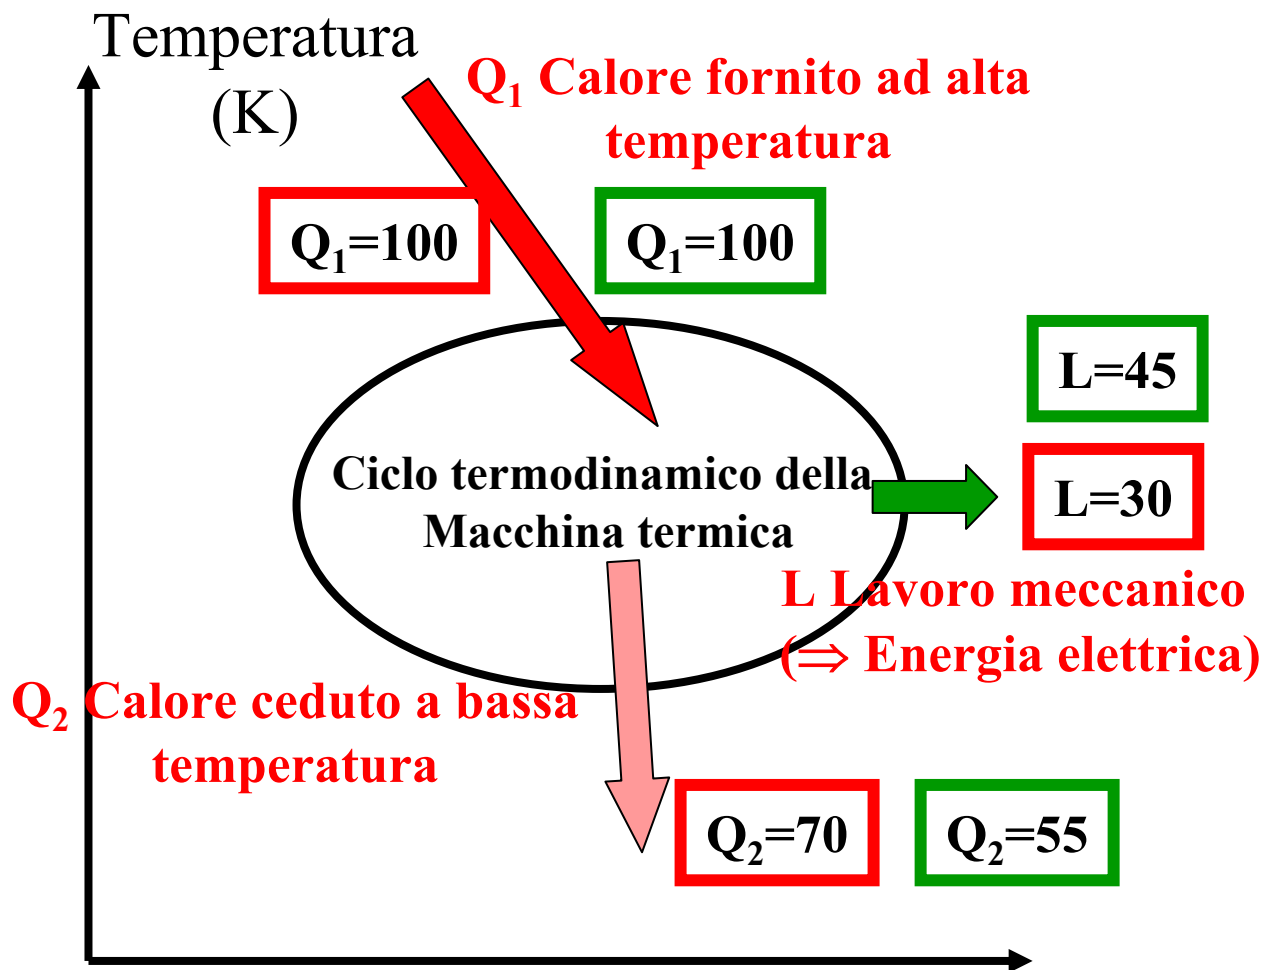 Temperatura
(K)
Q₁ Calore fornito ad alta
temperatura
Q₁=100
Q₁=100
L=45
Ciclo termodinamico della
Macchina termica
L=30
L Lavoro meccanico
(⇒ Energia elettrica)
Q₂ Calore ceduto a bassa
temperatura
Q₂=70
Q₂=55